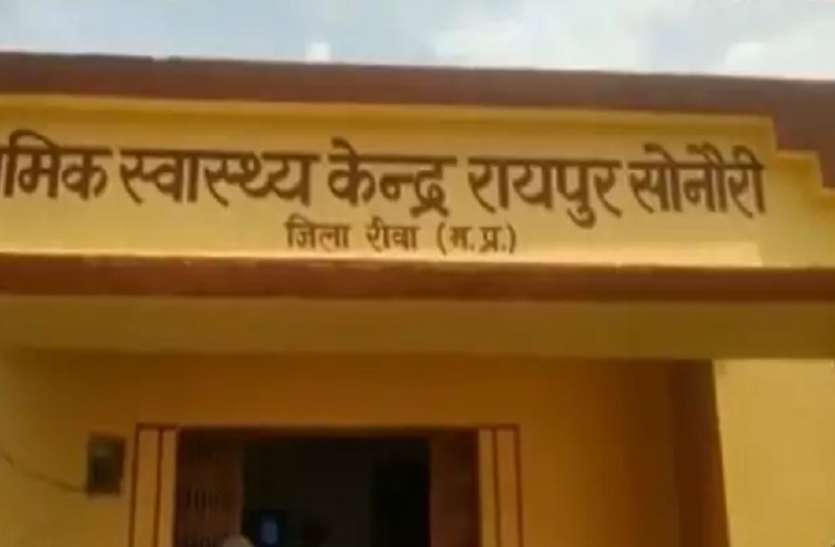 मिक स्वास्थ्य केन्द्र रायपुर सोनौरी
जिला रीवा (म.प्र.)